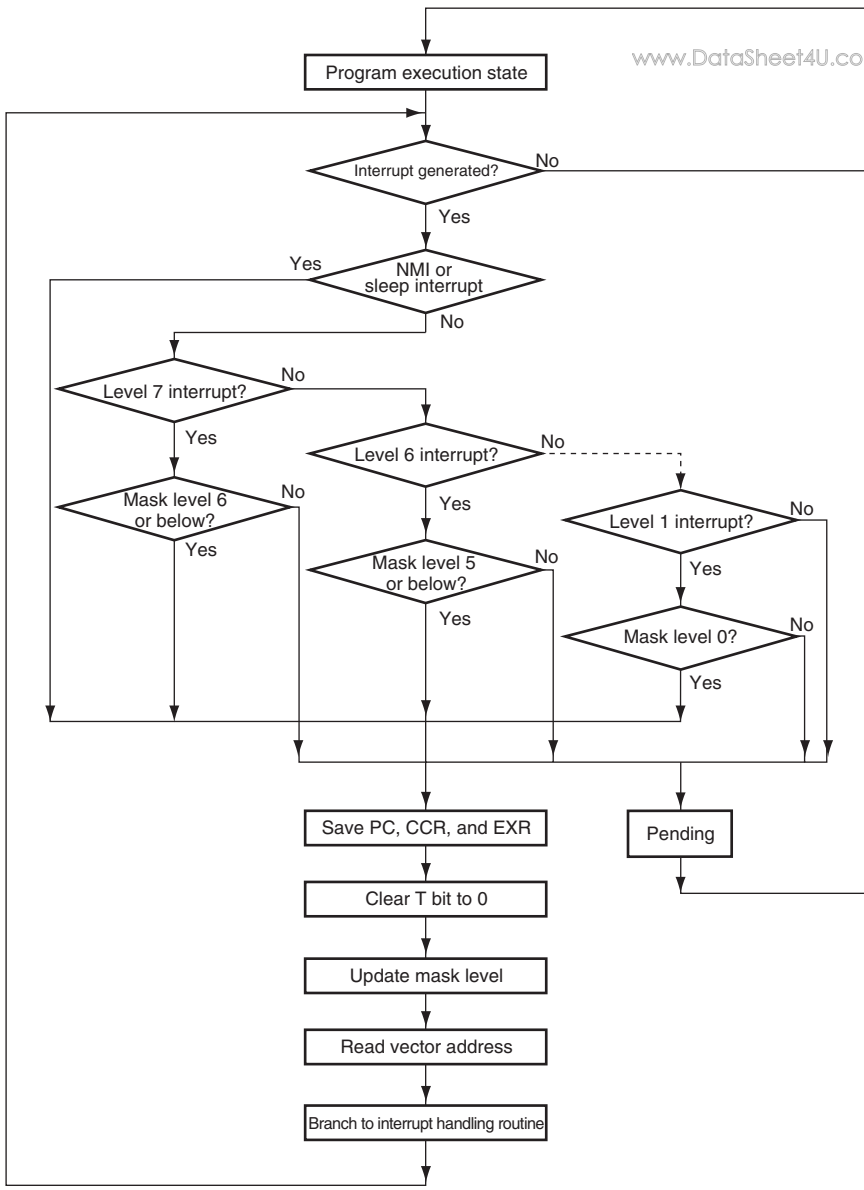 www.DataSheet4U.co
Program execution state
Interrupt generated?
No
Yes
Yes
NMI or
sleep interrupt
No
Level 7 interrupt?
No
Yes
Level 6 interrupt?
No
Yes
Mask level 6
or below?
No
Yes
Level 1 interrupt?
No
Yes
Mask level 5
or below?
No
Yes
Mask level 0?
No
Yes
Save PC, CCR, and EXR
Pending
Clear T bit to 0
Update mask level
Read vector address
Branch to interrupt handling routine